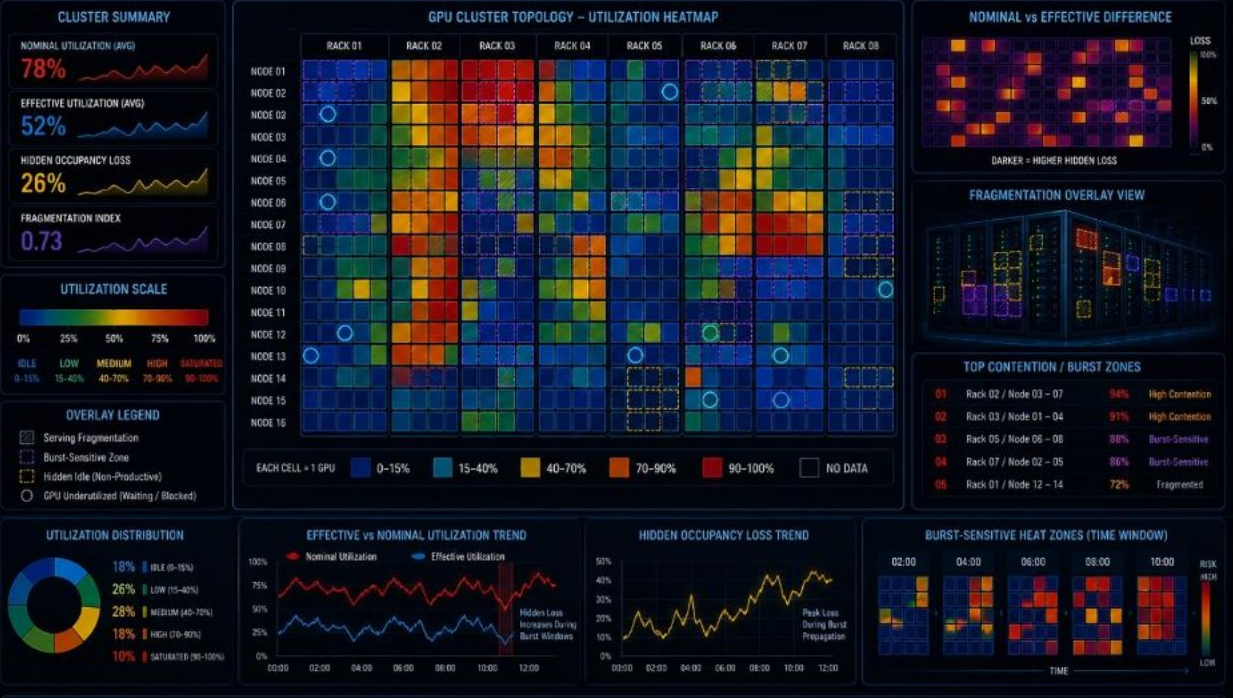 CLUSTER SUMMARY
NOMINAL UTILIZATION (AVG)
78%
EFFECTIVE UTILIZATION (AVG)
52%
HIDDEN OCCUPANCY LOSS
26%
FRAGMENTATION INDEX
0.73
UTILIZATION SCALE
0% 25% 50% 75% 100%
IDLE LOW MEDIUM HIGH SATURATED
0-15% 15-40% 40-70% 70-90% 90-100%
OVERLAY LEGEND
Serving Fragmentation
Burst-Sensitive Zone
Hidden Idle (Non-Productive)
GPU Underutilized (Waiting / Blocked)
GPU CLUSTER TOPOLOGY – UTILIZATION HEATMAP
RACK 01 RACK 02 RACK 03 RACK 04 RACK 05 RACK 06 RACK 07 RACK 08
NODE 01
NODE 02
NODE 02
NODE 03
NODE 04
NODE 05
NODE 06
NODE 07
NODE 08
NODE 09
NODE 10
NODE 11
NODE 12
NODE 13
NODE 14
NODE 15
NODE 16
EACH CELL = 1 GPU 0-15% 15-40% 40-70% 70-90% 90-100% NO DATA
NOMINAL vs EFFECTIVE DIFFERENCE
LOSS
100%
50%
0%
DARKER = HIGHER HIDDEN LOSS
FRAGMENTATION OVERLAY VIEW
TOP CONTENTION / BURST ZONES
01 Rack 02 / Node 03 – 07 94% High Contention
02 Rack 03 / Node 01 – 04 91% High Contention
03 Rack 05 / Node 06 – 08 88% Burst-Sensitive
04 Rack 07 / Node 02 – 05 86% Burst-Sensitive
05 Rack 01 / Node 12 – 14 72% Fragmented
UTILIZATION DISTRIBUTION
18% IDLE (0-15%)
26% LOW (15-40%)
28% MEDIUM (40-70%)
18% HIGH (70-90%)
10% SATURATED (90-100%)
EFFECTIVE vs NOMINAL UTILIZATION TREND
Nominal Utilization Effective Utilization
100%
75%
50%
25%
0%
Hidden Loss
Increases During
Burst Windows
00:00 02:00 04:00 06:00 08:00 10:00 12:00
HIDDEN OCCUPANCY LOSS TREND
50%
40%
30%
20%
10%
Peak Loss
During Burst
Propagation
00:00 02:00 04:00 06:00 08:00 10:00 12:00
BURST-SENSITIVE HEAT ZONES (TIME WINDOW)
02:00 04:00 06:00 08:00 10:00
RISK
HIGH
LOW
TIME